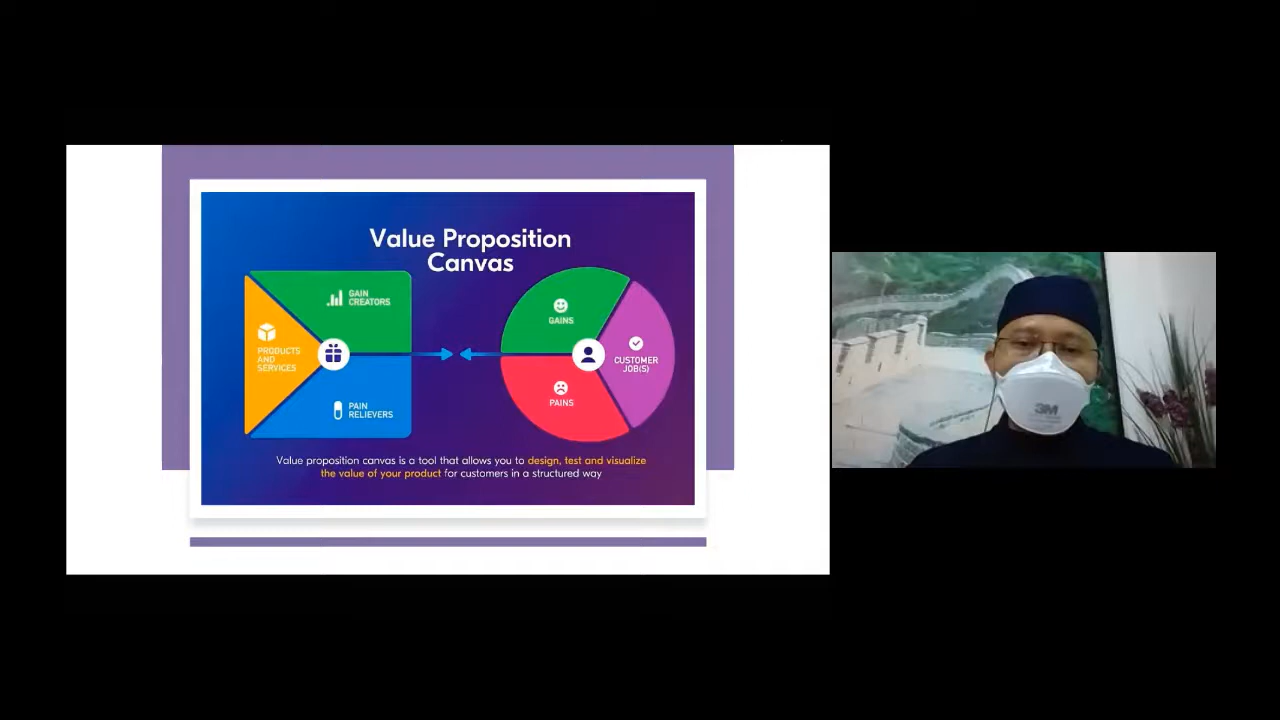 Value Proposition
Canvas
GAIN
CREATORS
PRODUCTS
AND
SERVICES
PAIN
RELIEVERS
GAINS
CUSTOMER
JOB(S)
PAINS
Value proposition canvas is a tool that allows you to design, test and visualize
the value of your product for customers in a structured way
3M